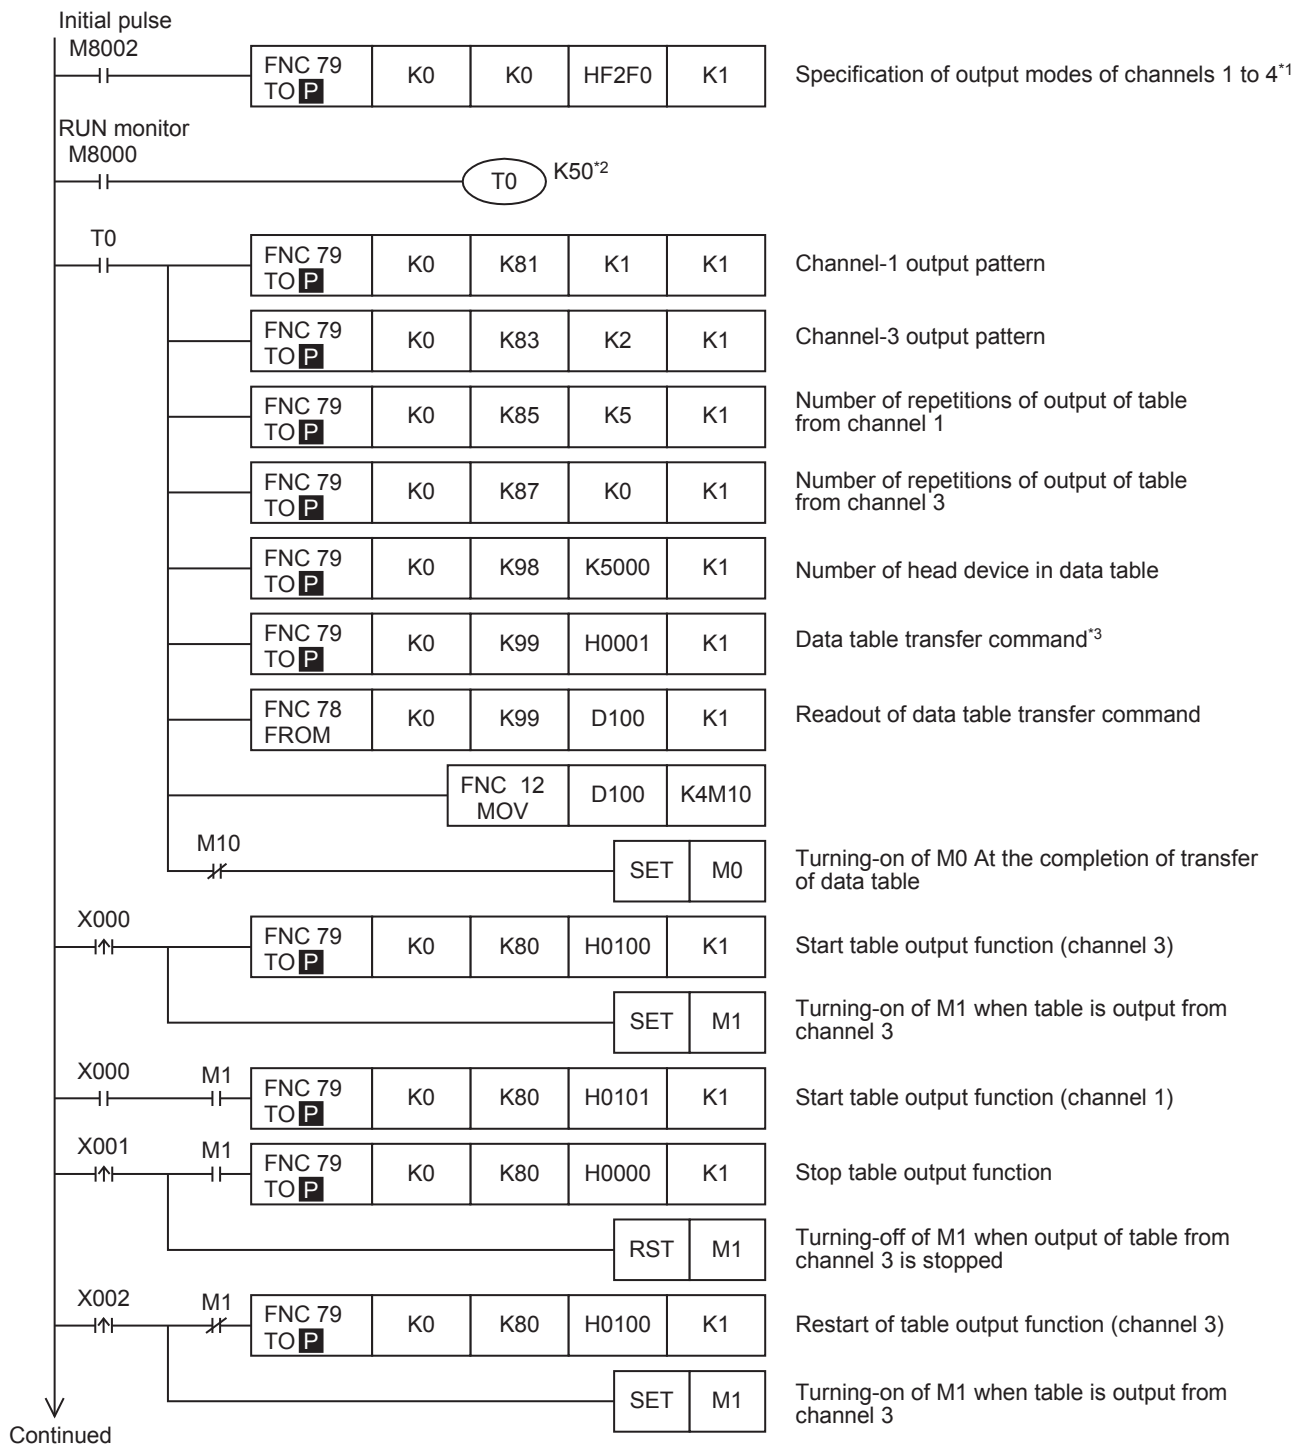 Initial pulse
M8002
FNC 79 TO P K0 K0 HF2F0 K1 Specification of output modes of channels 1 to 4*1
RUN monitor
M8000
T0 K50*2
T0
FNC 79 TO P K0 K81 K1 K1 Channel-1 output pattern
FNC 79 TO P K0 K83 K2 K1 Channel-3 output pattern
FNC 79 TO P K0 K85 K5 K1 Number of repetitions of output of table
from channel 1
FNC 79 TO P K0 K87 K0 K1 Number of repetitions of output of table
from channel 3
FNC 79 TO P K0 K98 K5000 K1 Number of head device in data table
FNC 79 TO P K0 K99 H0001 K1 Data table transfer command*3
FNC 78 FROM K0 K99 D100 K1 Readout of data table transfer command
FNC 12 MOV D100 K4M10
M10
SET M0 Turning-on of M0 At the completion of transfer
of data table
X000
FNC 79 TO P K0 K80 H0100 K1 Start table output function (channel 3)
SET M1 Turning-on of M1 when table is output from
channel 3
X000 M1
FNC 79 TO P K0 K80 H0101 K1 Start table output function (channel 1)
X001 M1
FNC 79 TO P K0 K80 H0000 K1 Stop table output function
RST M1 Turning-off of M1 when output of table from
channel 3 is stopped
X002 M1
FNC 79 TO P K0 K80 H0100 K1 Restart of table output function (channel 3)
SET M1 Turning-on of M1 when table is output from
channel 3
Continued